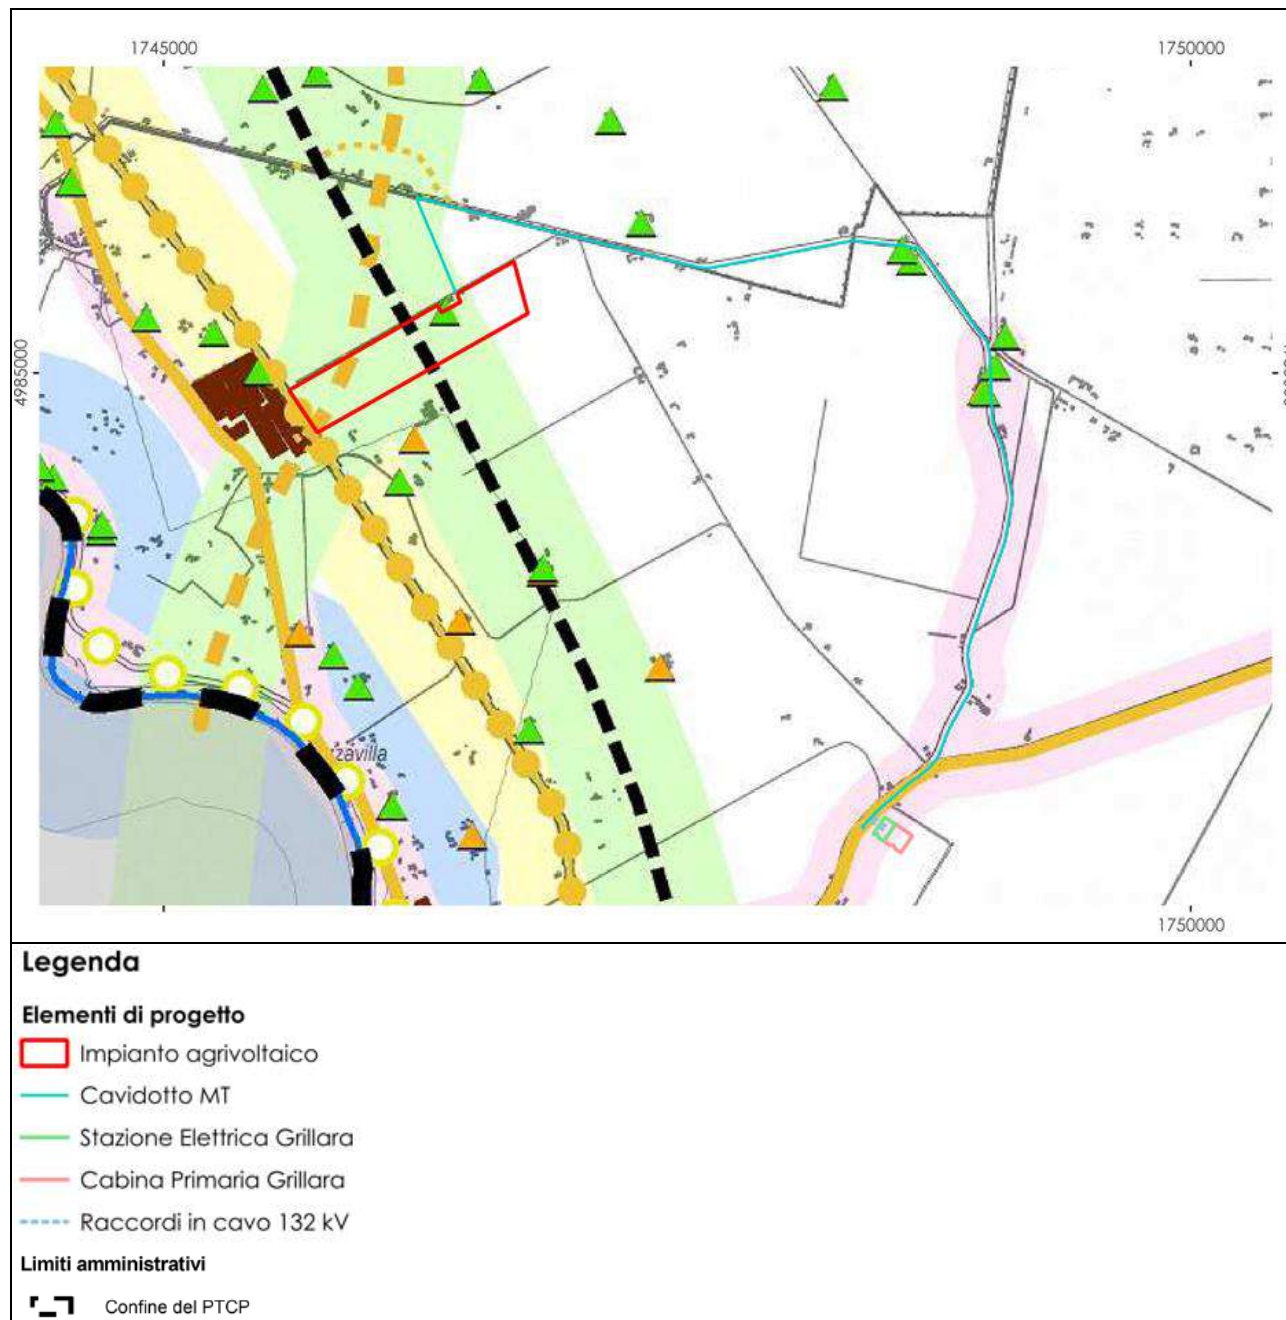 1745000
1750000
4985000
zavilla
1750000
Legenda
Elementi di progetto
Impianto agrivoltaico
Cavidotto MT
Stazione Elettrica Grillara
Cabina Primaria Grillara
Raccordi in cavo 132 kV
Limiti amministrativi
Confine del PTCP